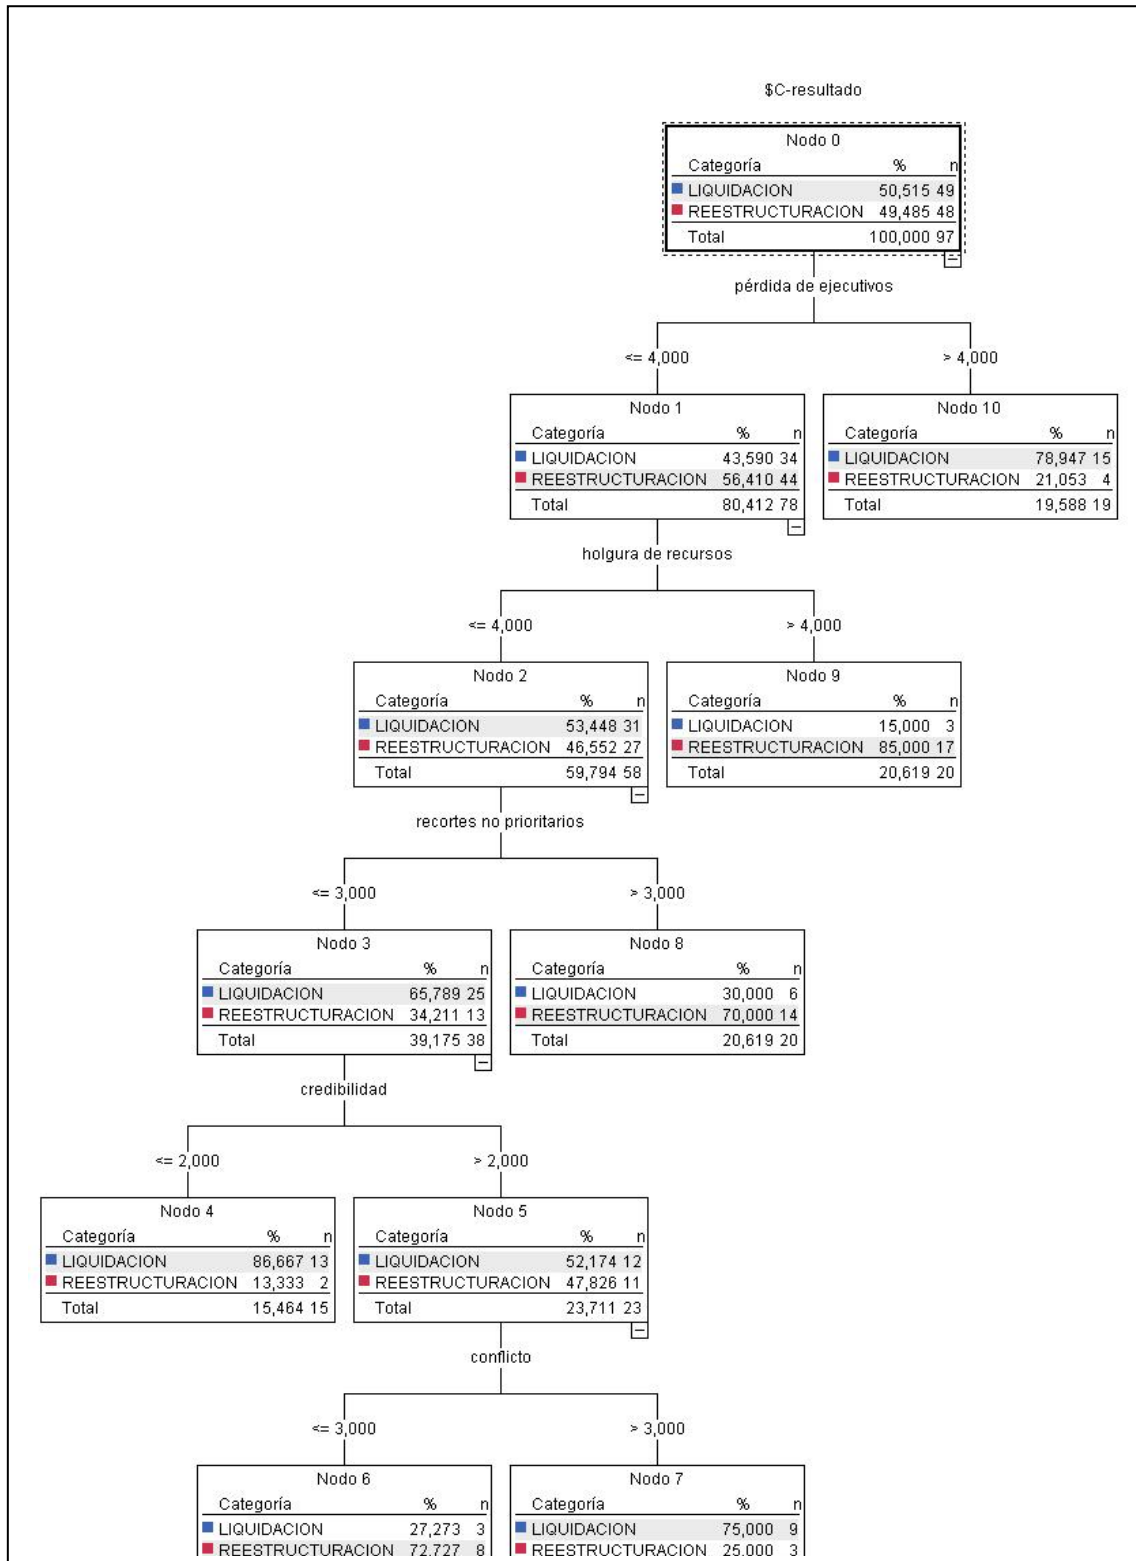 $C-resultado
Nodo 0
Categoría % n
LIQUIDACION 50,515 49
REESTRUCTURACION 49,485 48
Total 100,000 97
pérdida de ejecutivos
<= 4,000 > 4,000
Nodo 1
Categoría % n
LIQUIDACION 43,590 34
REESTRUCTURACION 56,410 44
Total 80,412 78
Nodo 10
Categoría % n
LIQUIDACION 78,947 15
REESTRUCTURACION 21,053 4
Total 19,588 19
holgura de recursos
<= 4,000 > 4,000
Nodo 2
Categoría % n
LIQUIDACION 53,448 31
REESTRUCTURACION 46,552 27
Total 59,794 58
Nodo 9
Categoría % n
LIQUIDACION 15,000 3
REESTRUCTURACION 85,000 17
Total 20,619 20
recortes no prioritarios
<= 3,000 > 3,000
Nodo 3
Categoría % n
LIQUIDACION 65,789 25
REESTRUCTURACION 34,211 13
Total 39,175 38
Nodo 8
Categoría % n
LIQUIDACION 30,000 6
REESTRUCTURACION 70,000 14
Total 20,619 20
credibilidad
<= 2,000 > 2,000
Nodo 4
Categoría % n
LIQUIDACION 86,667 13
REESTRUCTURACION 13,333 2
Total 15,464 15
Nodo 5
Categoría % n
LIQUIDACION 52,174 12
REESTRUCTURACION 47,826 11
Total 23,711 23
conflicto
<= 3,000 > 3,000
Nodo 6
Categoría % n
LIQUIDACION 27,273 3
REESTRUCTURACION 72,727 8
Nodo 7
Categoría % n
LIQUIDACION 75,000 9
REESTRUCTURACION 25,000 3